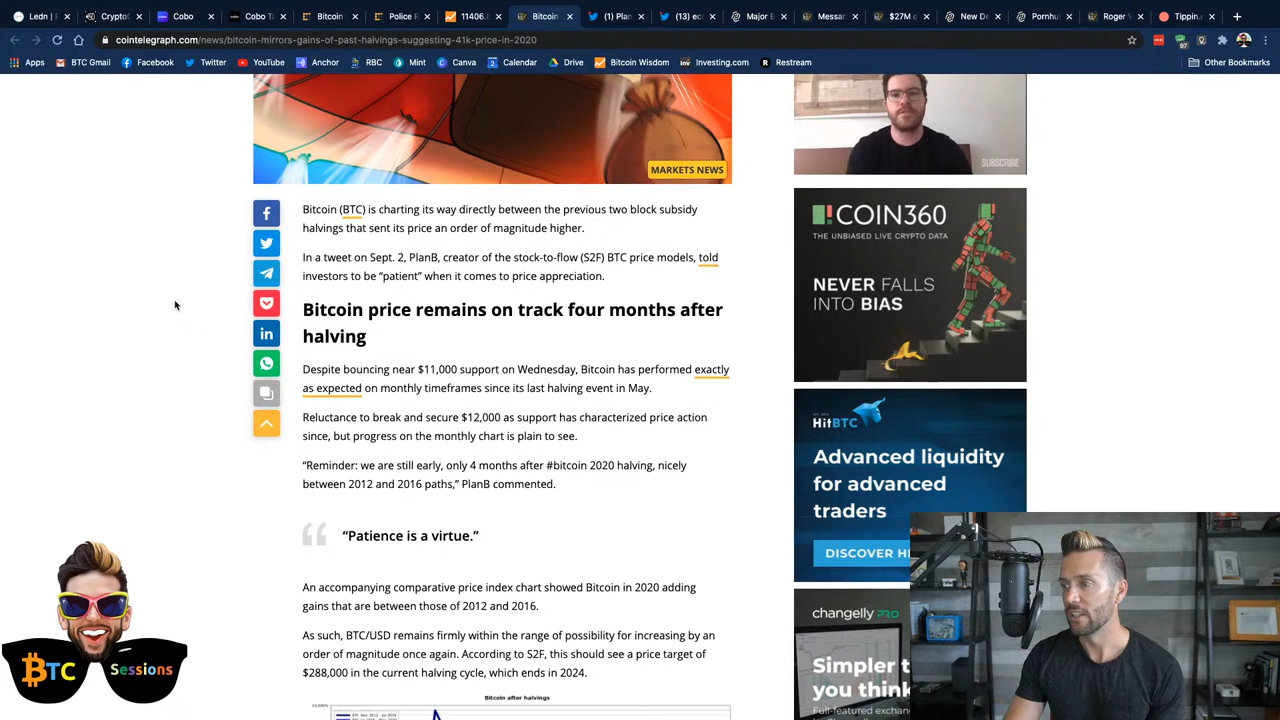 Ledn | F
CryptoC
Cobo
Cobo Ta
Bitcoin |
Police R
11406.
Bitcoin
(1) Plan
(13) ec
Major E
Messar
$27M c
New De
Pornhu
Roger V
Tippin.
cointelegraph.com/news/bitcoin-mirrors-gains-of-past-halvings-suggesting-41k-price-in-2020
97
Apps
BTC Gmail
Facebook
Twitter
YouTube
Anchor
RBC
Mint
Canva
Calendar
Drive
Bitcoin Wisdom
Investing.com
Restream
Other Bookmarks
MARKETS NEWS
SUBSCRIBE
Bitcoin (BTC) is charting its way directly between the previous two block subsidy
halvings that sent its price an order of magnitude higher.
In a tweet on Sept. 2, PlanB, creator of the stock-to-flow (S2F) BTC price models, told
investors to be “patient” when it comes to price appreciation.
Bitcoin price remains on track four months after
halving
Despite bouncing near $11,000 support on Wednesday, Bitcoin has performed exactly
as expected on monthly timeframes since its last halving event in May.
Reluctance to break and secure $12,000 as support has characterized price action
since, but progress on the monthly chart is plain to see.
“Reminder: we are still early, only 4 months after #bitcoin 2020 halving, nicely
between 2012 and 2016 paths,” PlanB commented.
“Patience is a virtue.”
An accompanying comparative price index chart showed Bitcoin in 2020 adding
gains that are between those of 2012 and 2016.
As such, BTC/USD remains firmly within the range of possibility for increasing by an
order of magnitude once again. According to S2F, this should see a price target of
$288,000 in the current halving cycle, which ends in 2024.
Bitcoin after halvings
COIN360
THE UNBIASED LIVE CRYPTO DATA
NEVER FALLS
INTO BIAS
HitBTC
Advanced liquidity
for advanced
traders
DISCOVER HI
changelly PRO
Simpler t
you think
Full-featured exchan
BTC
Sessions